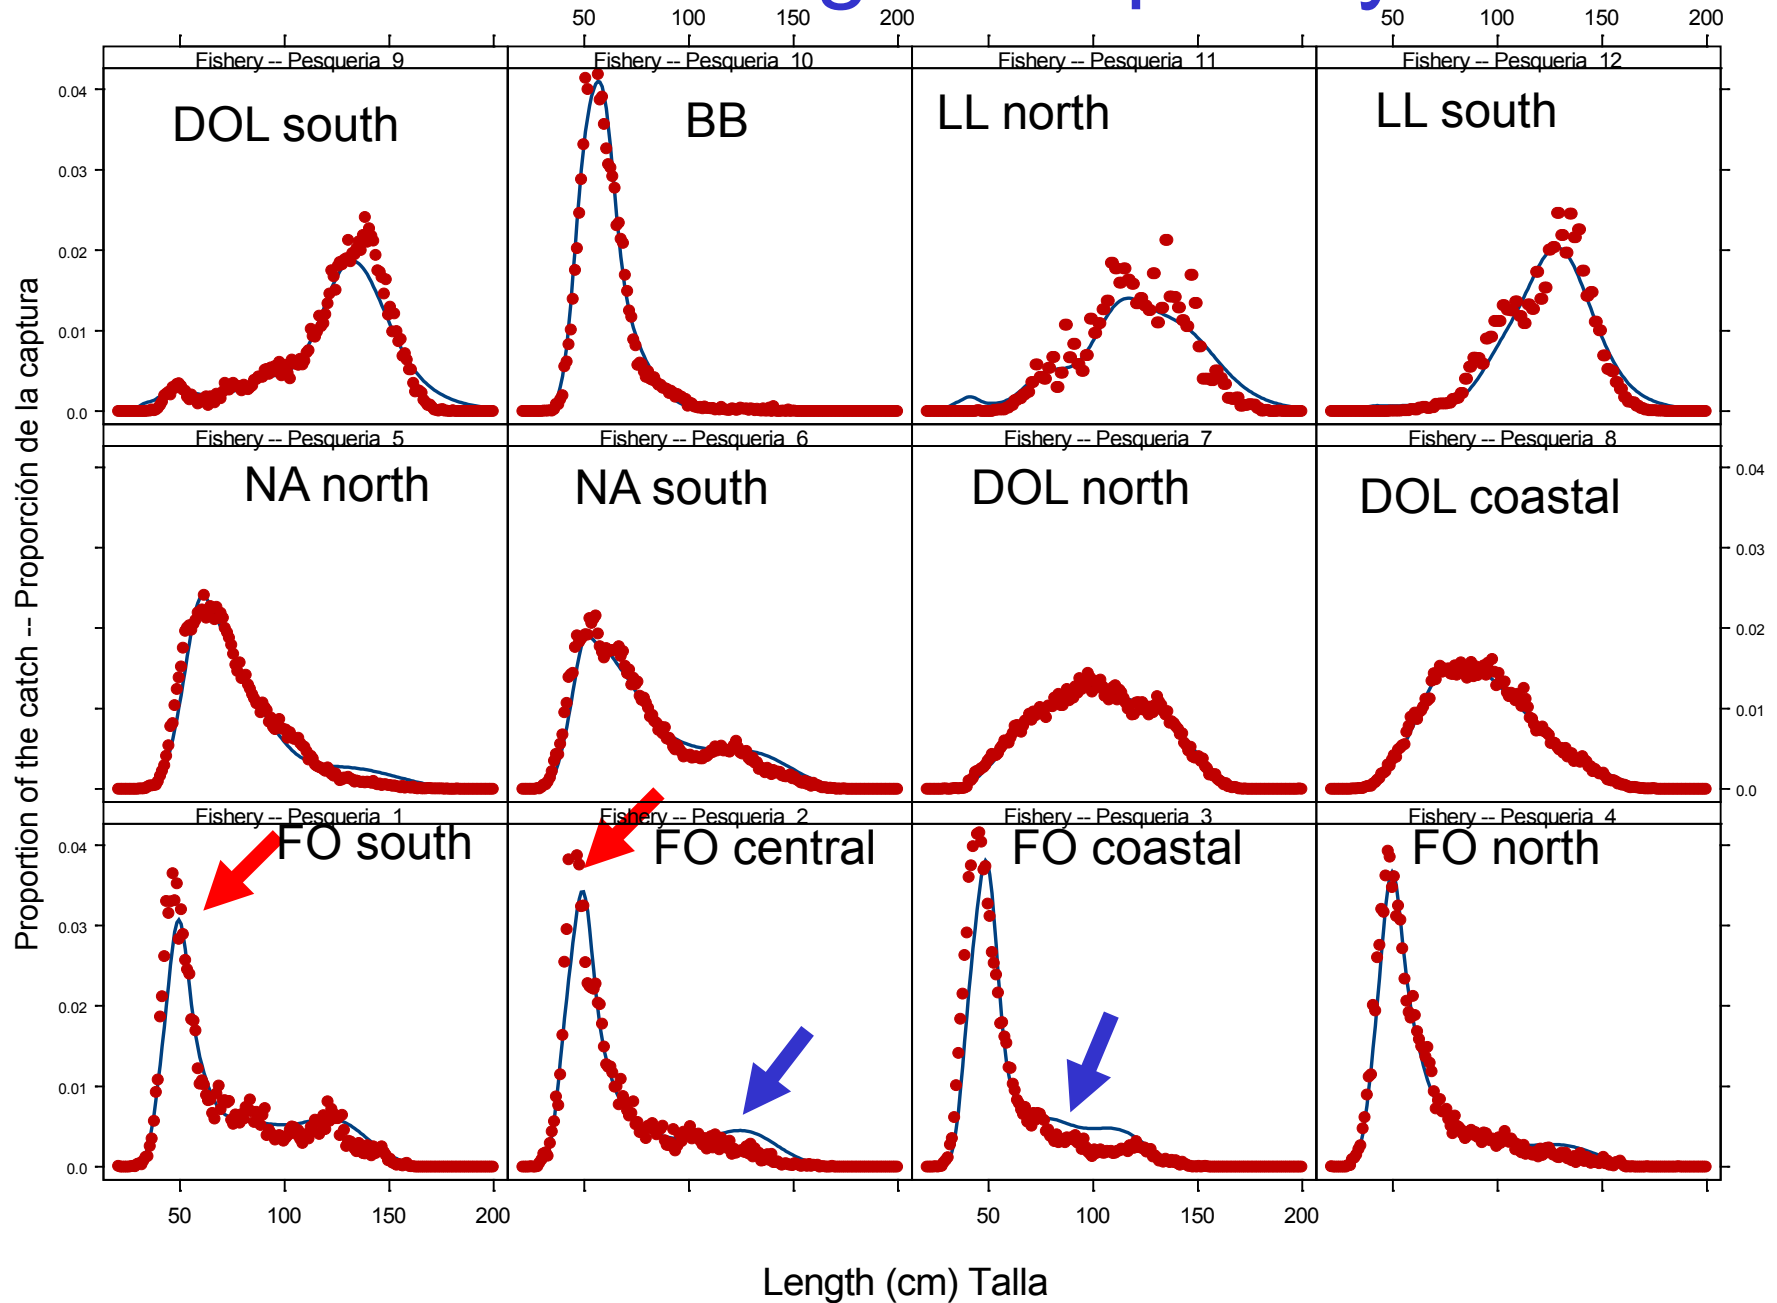 50 100 150 200 50 100 150 200
Fishery -- Pesqueria 9 Fishery -- Pesqueria 10 Fishery -- Pesqueria 11 Fishery -- Pesqueria 12
DOL south BB LL north LL south
0.04
0.03
0.02
0.01
0.0
Fishery -- Pesqueria 5 Fishery -- Pesqueria 6 Fishery -- Pesqueria 7 Fishery -- Pesqueria 8
NA north NA south DOL north DOL coastal
0.04
0.03
0.02
0.01
0.0
Fishery -- Pesqueria 1 Fishery -- Pesqueria 2 Fishery -- Pesqueria 3 Fishery -- Pesqueria 4
FO south FO central FO coastal FO north
0.04
0.03
0.02
0.01
0.0
50 100 150 200 50 100 150 200
Proportion of the catch -- Proporción de la captura
Length (cm) Talla